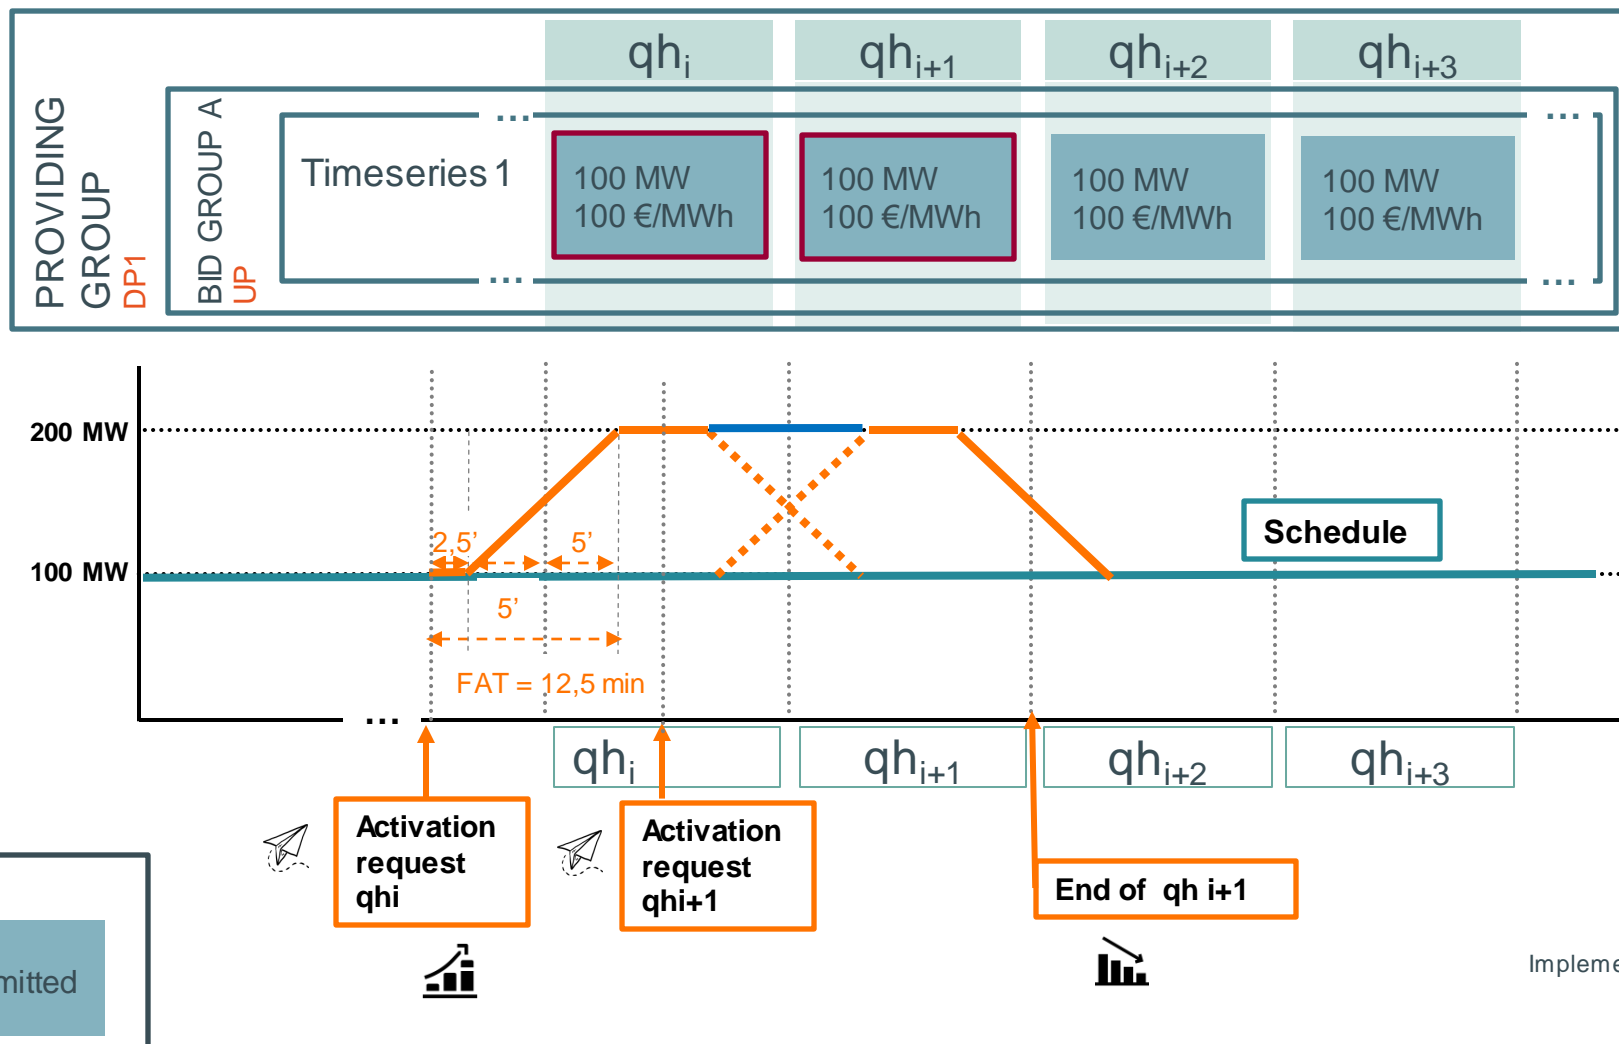 qhi
qhi+1
qhi+2
qhi+3
PROVIDING
GROUP
DP1
BID GROUP A
UP
...
...
Timeseries 1
100 MW
100 €/MWh
100 MW
100 €/MWh
100 MW
100 €/MWh
100 MW
100 €/MWh
...
...
200 MW
100 MW
2,5’
5’
5’
FAT = 12,5 min
Schedule
...
qhi
qhi+1
qhi+2
qhi+3
Activation
request
qhi
Activation
request
qhi+1
End of qh i+1
mitted
Impleme